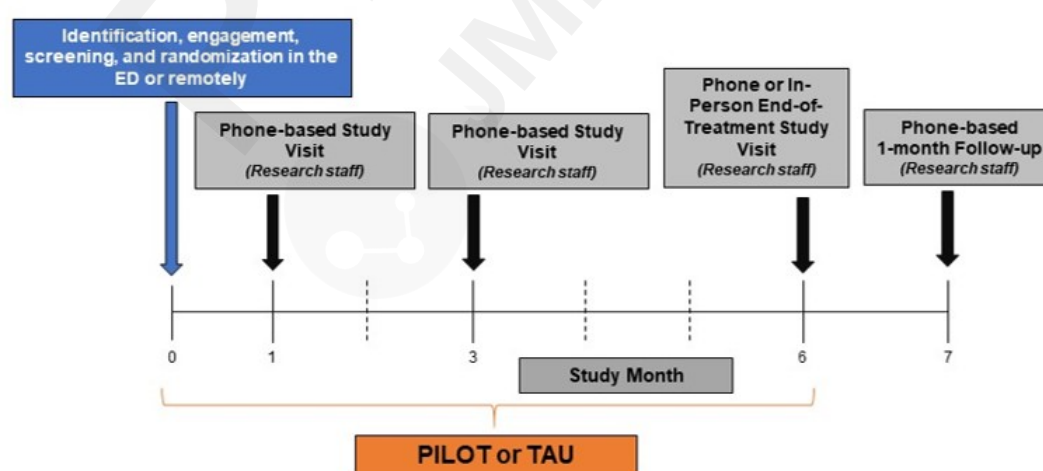 Identification, engagement,
screening, and randomization in the
ED or remotely
Phone-based Study
Visit
(Research staff)
Phone-based Study
Visit
(Research staff)
Phone or In-
Person End-of-
Treatment Study
Visit
(Research staff)
Phone-based
1-month Follow-up
(Research staff)
0 1 3 6 7
Study Month
PILOT or TAU